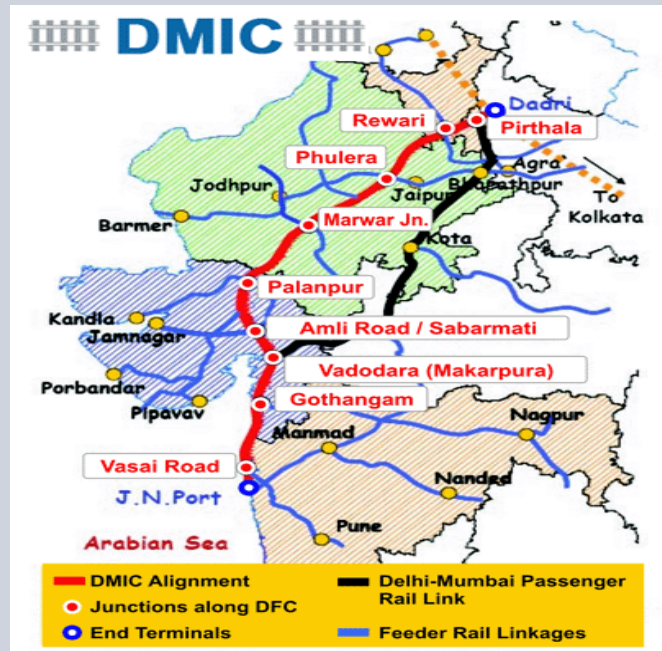 DMIC
Dadri
Rewari
Pirthala
Phulera
Agra
Jodhpur
Jaipur
Bharathpur
To
Kolkata
Barmer
Marwar Jn.
Kota
Palanpur
Kandla
Jamnagar
Amli Road / Sabarmati
Vadodara (Makarpura)
Porbandar
Pipavav
Gothangam
Nagpur
Manmad
Vasai Road
Nanded
J.N.Port
Pune
Arabian Sea
DMIC Alignment
Junctions along DFC
End Terminals
Delhi-Mumbai Passenger
Rail Link
Feeder Rail Linkages